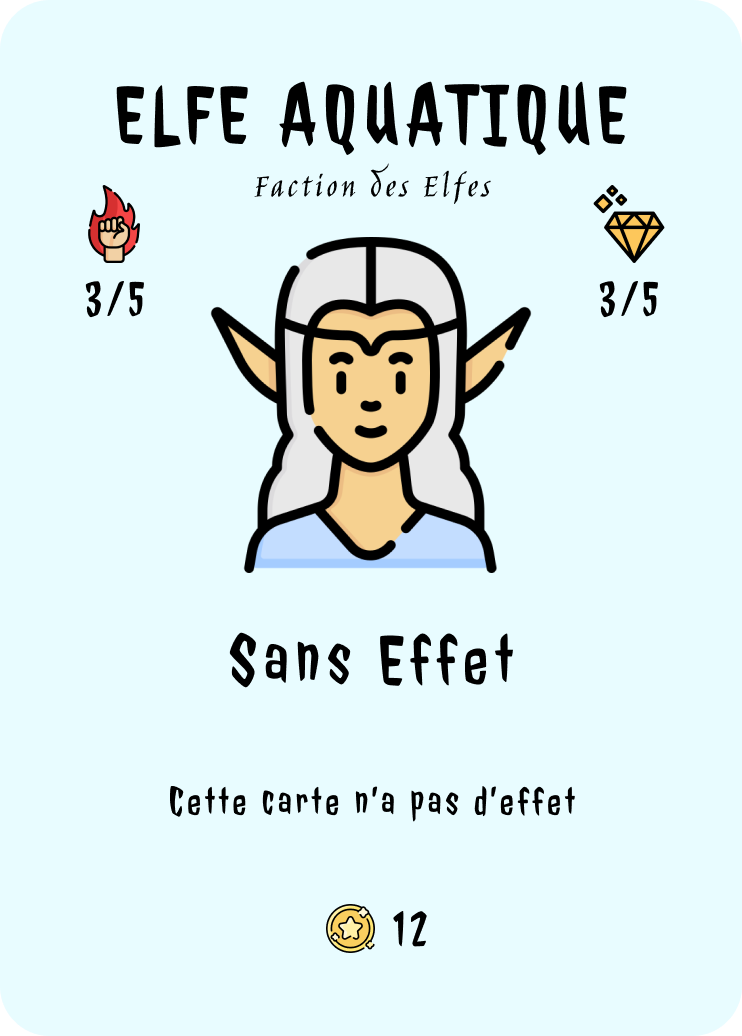 ELFE AQUATIQUE
Faction des Elfes
3/5
3/5
Sans Effet
Cette carte n'a pas d'effet
12